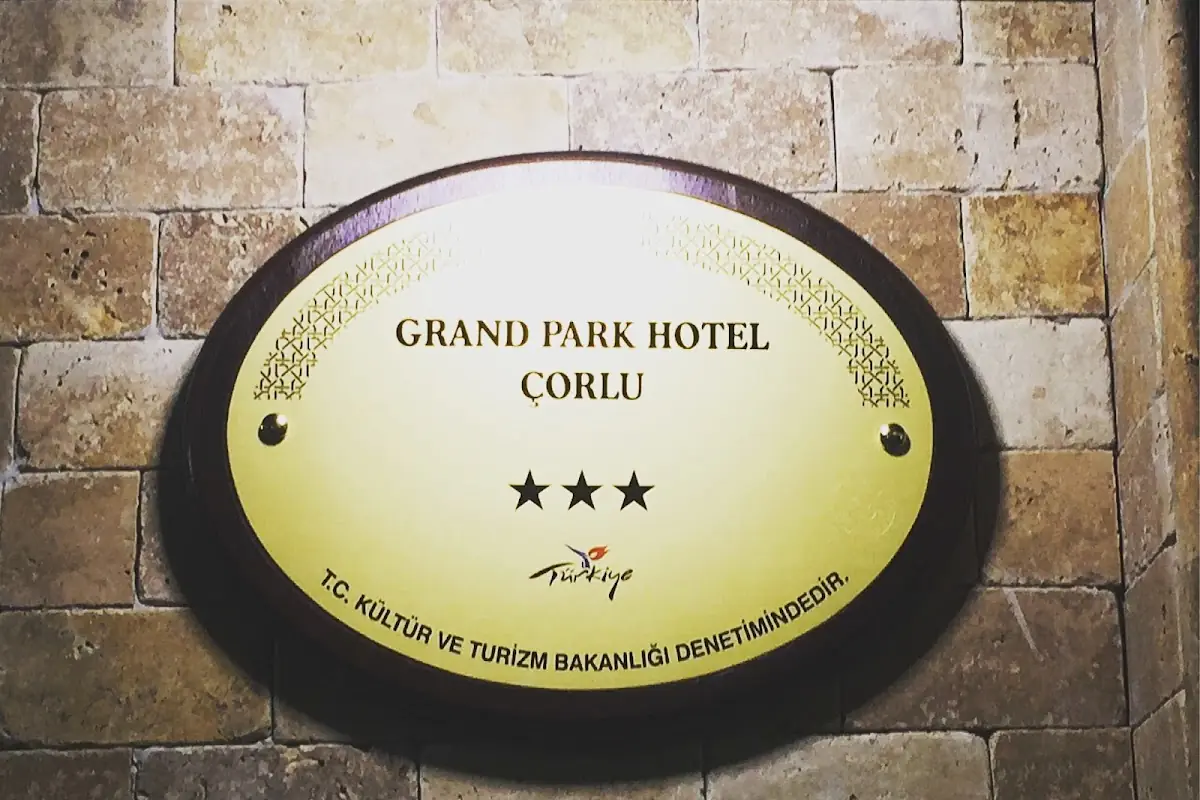 GRAND PARK HOTEL
ÇORLU
Türkiye
T.C. KÜLTÜR VE TURİZM BAKANLIĞI DENETİMİNDEDİR.